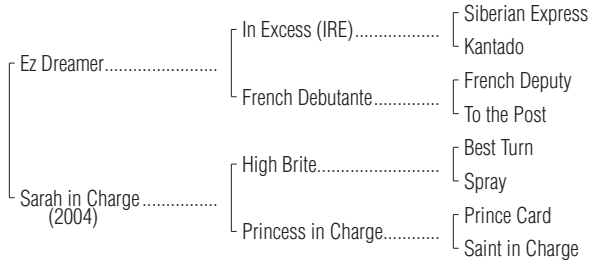 Siberian Express
In Excess (IRE)..................
Kantado
Ez Dreamer........................
French Deputy
French Debutante..............
To the Post
Best Turn
High Brite..........................
Spray
Sarah in Charge................
(2004)
Prince Card
Princess in Charge............
Saint in Charge